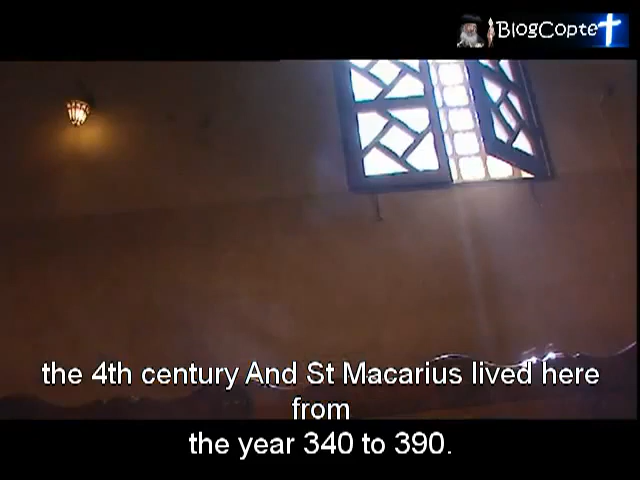 BlogCopte
the 4th century And St Macarius lived here
from
the year 340 to 390.